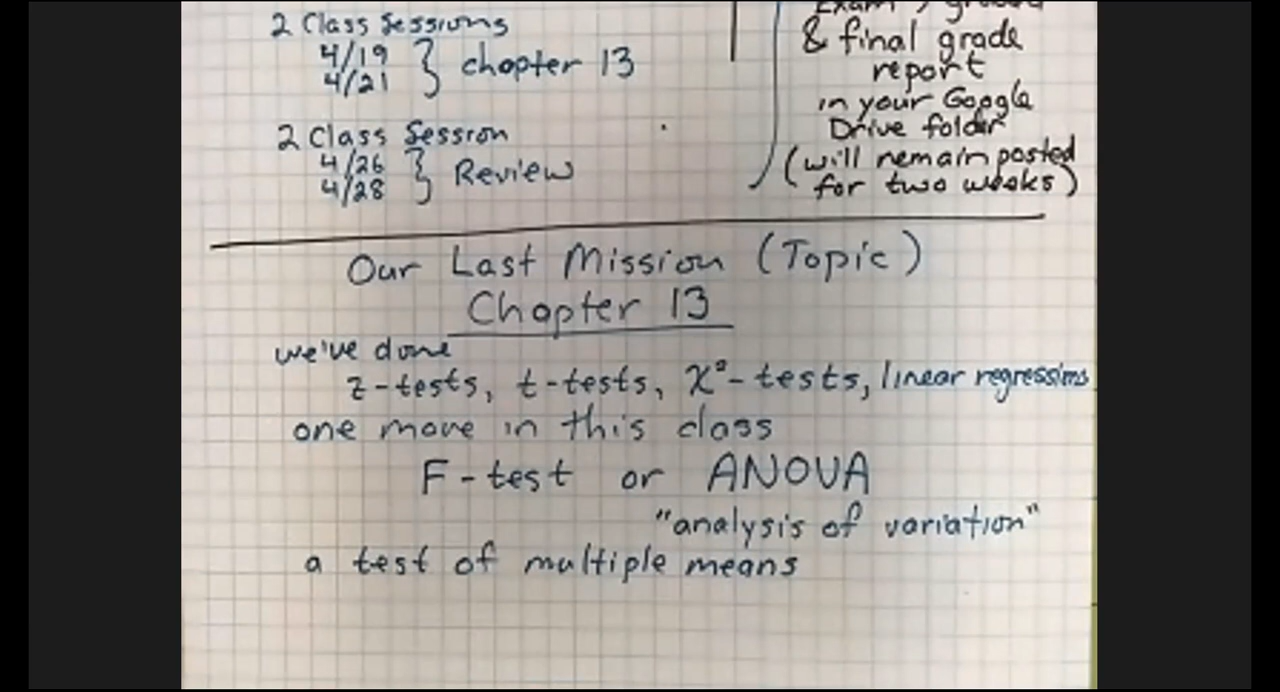 2 Class Sessions
4/19
4/21
} chapter 13
2 Class Session
4/26
4/28
} Review
Exam, graded
& final grade
report
in your Google
Drive folder
(will remain posted
for two weeks)
Our Last Mission (Topic)
Chapter 13
we've done
z-tests, t-tests, χ²-tests, linear regressions
one move in this class
F-test or ANOVA
"analysis of variation"
a test of multiple means